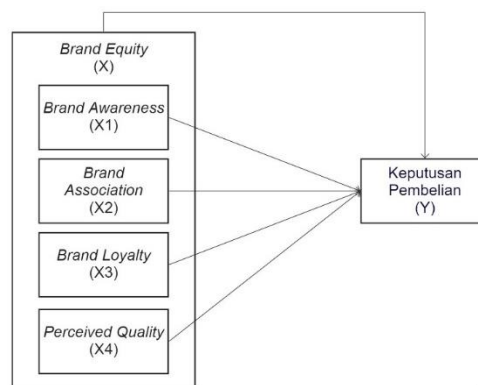 Brand Equity
(X)
Brand Awareness
(X1)
Brand
Association
(X2)
Brand Loyalty
(X3)
Perceived Quality
(X4)
Keputusan
Pembelian
(Y)